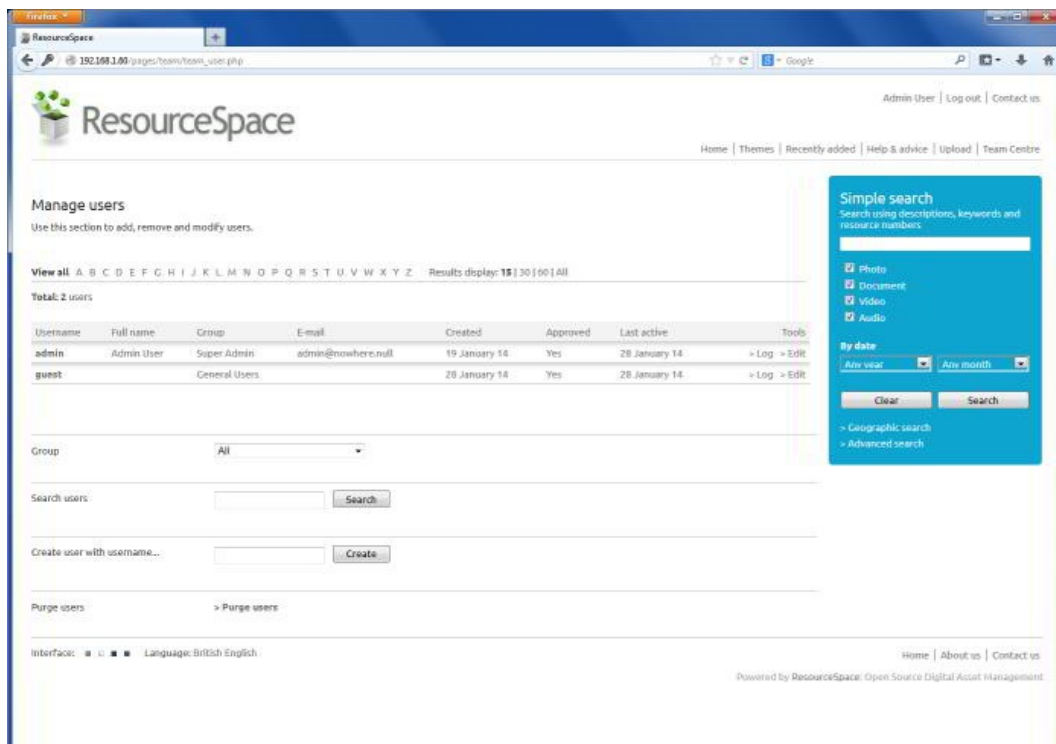 Firefox
ResourceSpace
192.168.1.60/pages/team/team_user.php
Google
ResourceSpace
Admin User | Log out | Contact us
Home | Themes | Recently added | Help & advice | Upload | Team Centre
Manage users
Use this section to add, remove and modify users.
View all A B C D E F G H I J K L M N O P Q R S T U V W X Y Z Results display: 15 | 30 | 60 | All
Total: 2 users
Username Full name Group E-mail Created Approved Last active Tools
admin Admin User Super Admin admin@nowhere.null 19 January 14 Yes 28 January 14 > Log > Edit
guest General Users 28 January 14 Yes 28 January 14 > Log > Edit
Group All
Search users Search
Create user with username... Create
Purge users > Purge users
Simple search
Search using descriptions, keywords and
resource numbers
Photo
Document
Video
Audio
By date
Any year Any month
Clear Search
> Geographic search
> Advanced search
Interface: Language: British English
Home | About us | Contact us
Powered by ResourceSpace: Open Source Digital Asset Management